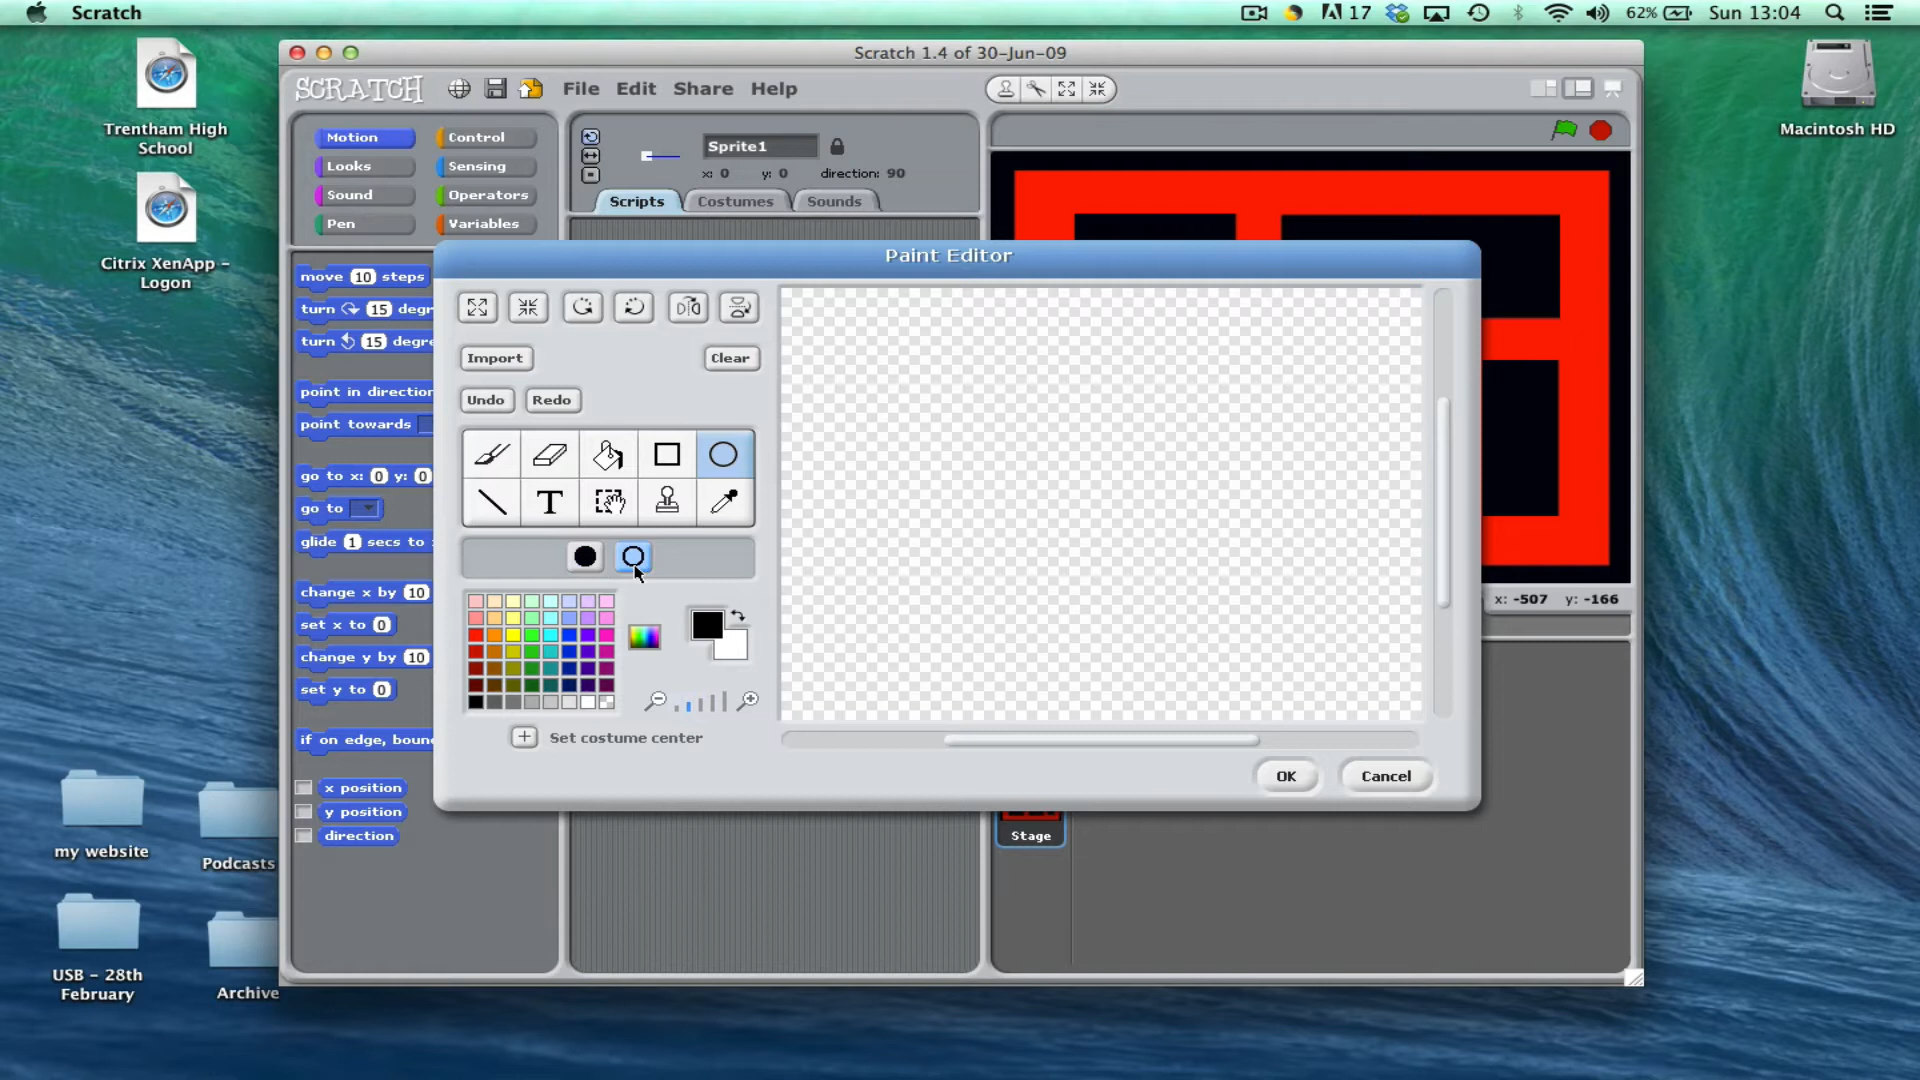 Scratch
17
62%
Sun 13:04
Trentham High
School
Citrix XenApp –
Logon
my website
Podcasts
USB – 28th
February
Archive
Macintosh HD
Scratch 1.4 of 30-Jun-09
SCRATCH
File Edit Share Help
Motion Control
Looks Sensing
Sound Operators
Pen Variables
Sprite1
x: 0 y: 0 direction: 90
Scripts Costumes Sounds
move 10 steps
turn 15 degr
turn 15 degre
point in direction
point towards
go to x: 0 y: 0
go to
glide 1 secs to
change x by 10
set x to 0
change y by 10
set y to 0
if on edge, boun
x position
y position
direction
Paint Editor
Import Clear
Undo Redo
T
Set costume center
OK Cancel
x: -507 y: -166
Stage